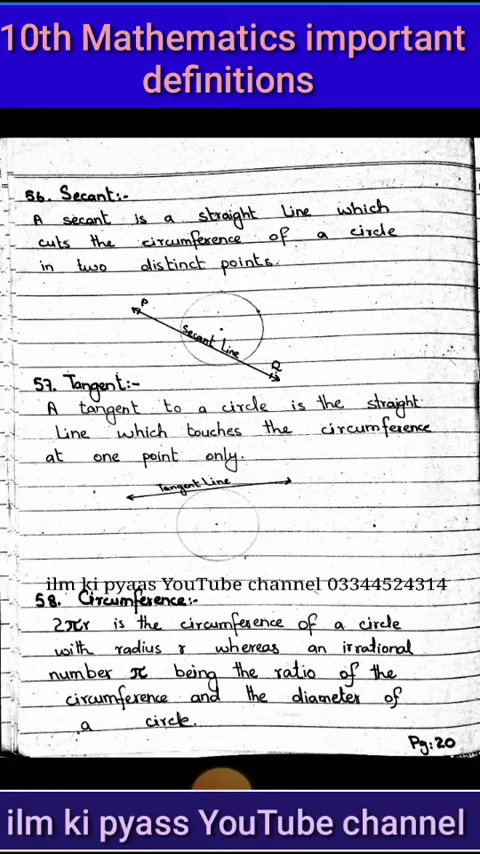 10th Mathematics important
definitions
56. Secant:-
A secant is a straight Line which
cuts the circumference of a circle
in two distinct points.
P
Secant Line
Q
57. Tangent:-
A tangent to a circle is the straight
Line which touches the circumference
at one point only.
Tangent Line
ilm ki pyaas YouTube channel 03344524314
58. Circumference:-
2πr is the circumference of a circle
with radius r whereas an irrational
number π being the ratio of the
circumference and the diameter of
a circle.
Pg:20
ilm ki pyass YouTube channel